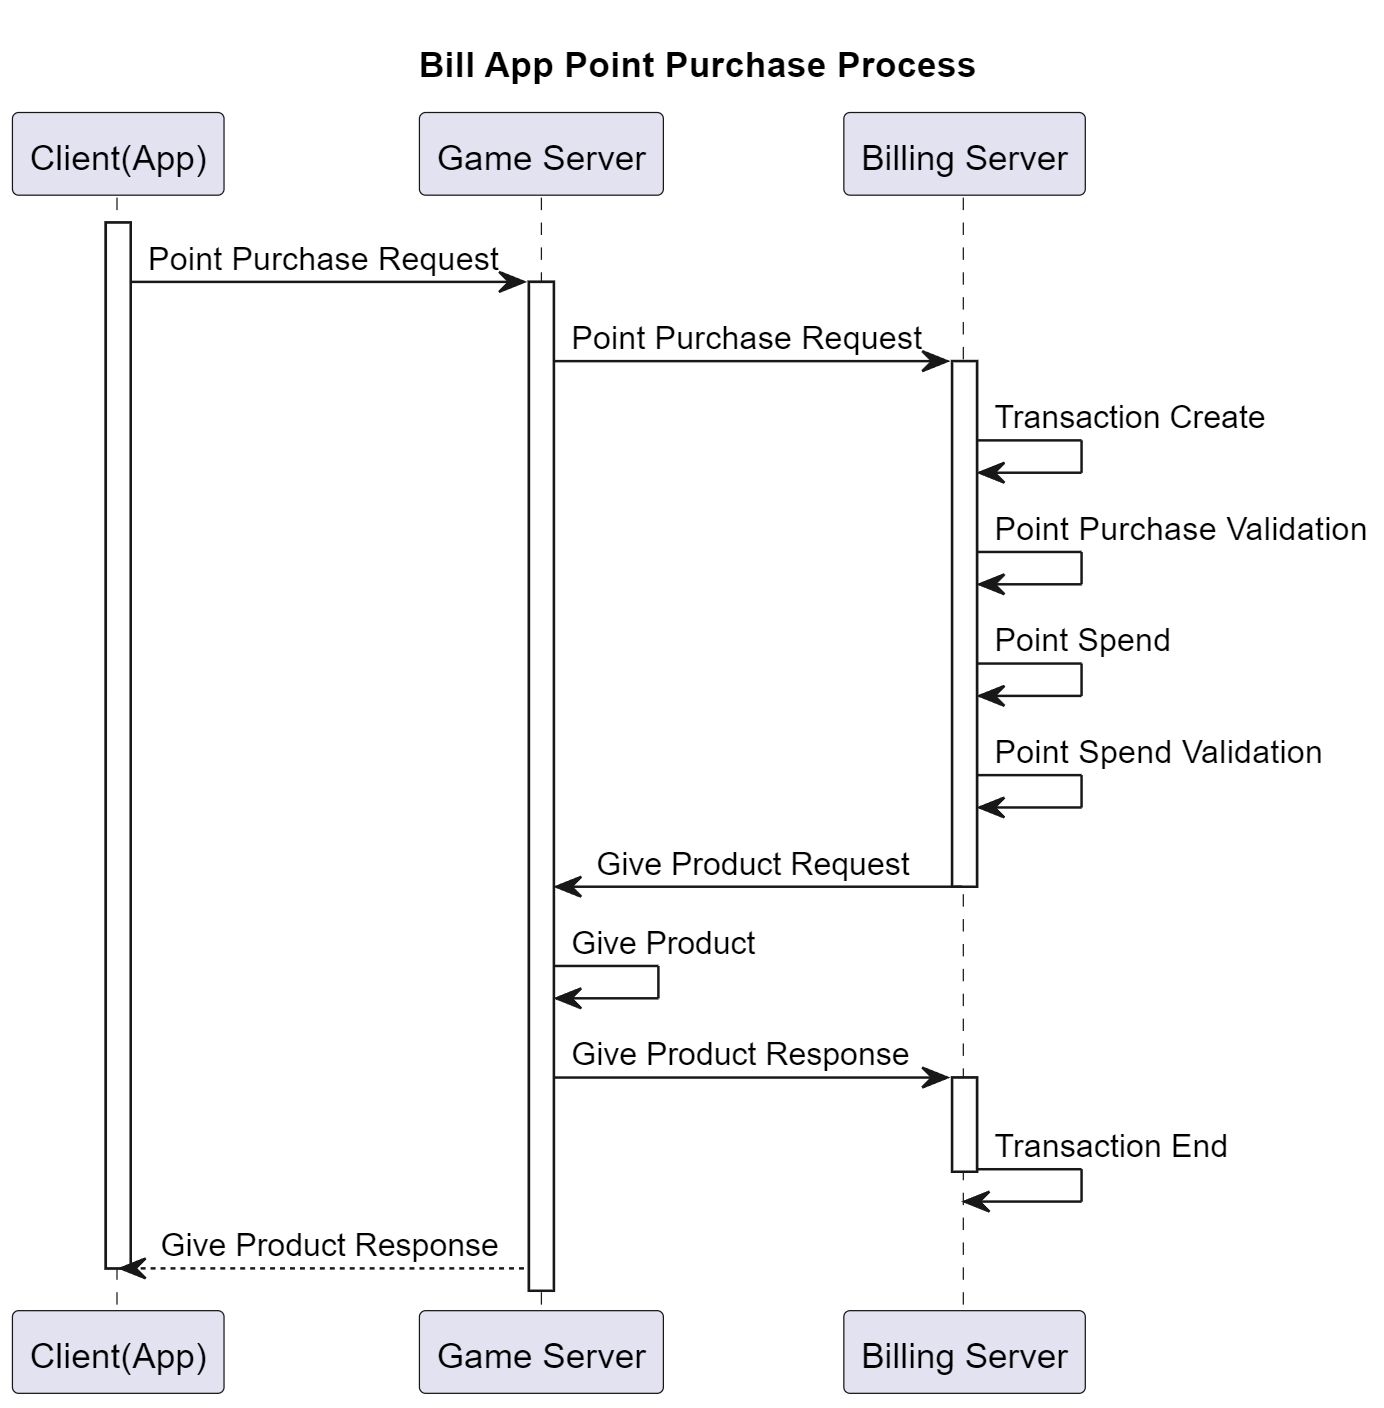 Bill App Point Purchase Process
Client(App)
Game Server
Billing Server
Point Purchase Request
Point Purchase Request
Transaction Create
Point Purchase Validation
Point Spend
Point Spend Validation
Give Product Request
Give Product
Give Product Response
Transaction End
Give Product Response
Client(App)
Game Server
Billing Server